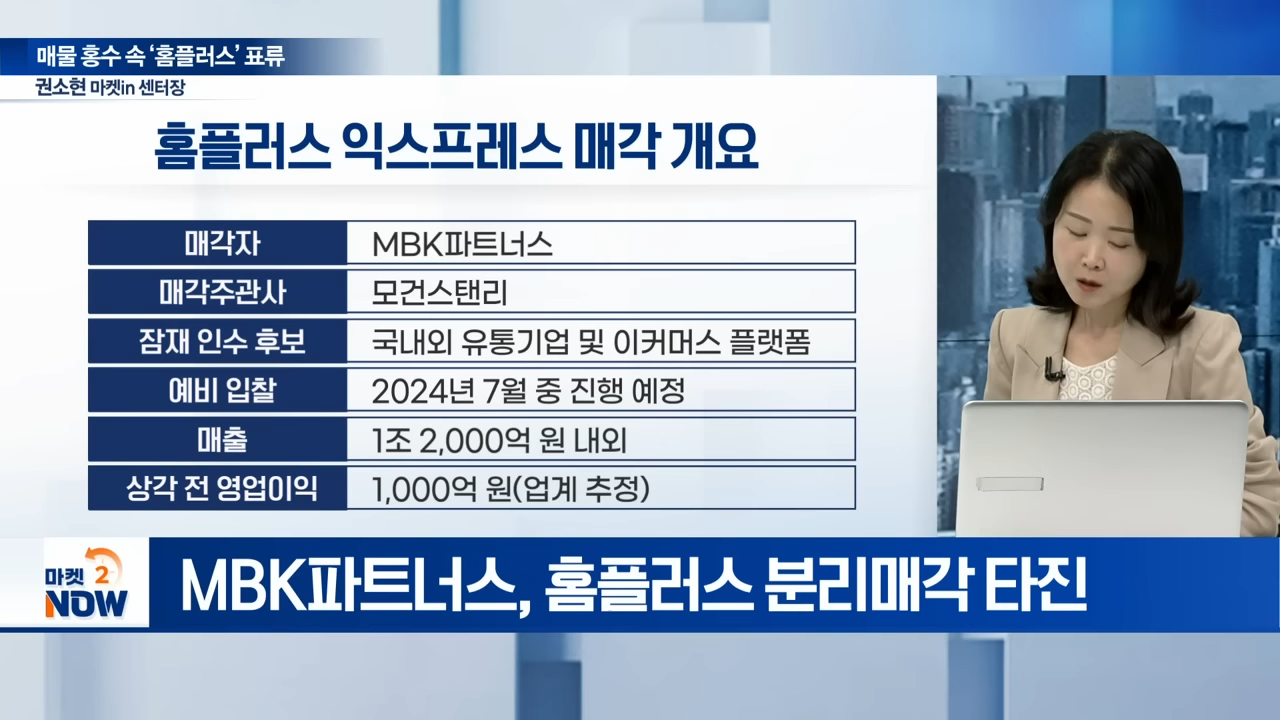 매물 홍수 속 ‘홈플러스’ 표류
권소현 마켓in 센터장
홈플러스 익스프레스 매각 개요
매각자 MBK파트너스
매각주관사 모건스탠리
잠재 인수 후보 국내외 유통기업 및 이커머스 플랫폼
예비 입찰 2024년 7월 중 진행 예정
매출 1조 2,000억 원 내외
상각 전 영업이익 1,000억 원(업계 추정)
마켓 2
NOW
MBK파트너스, 홈플러스 분리매각 타진